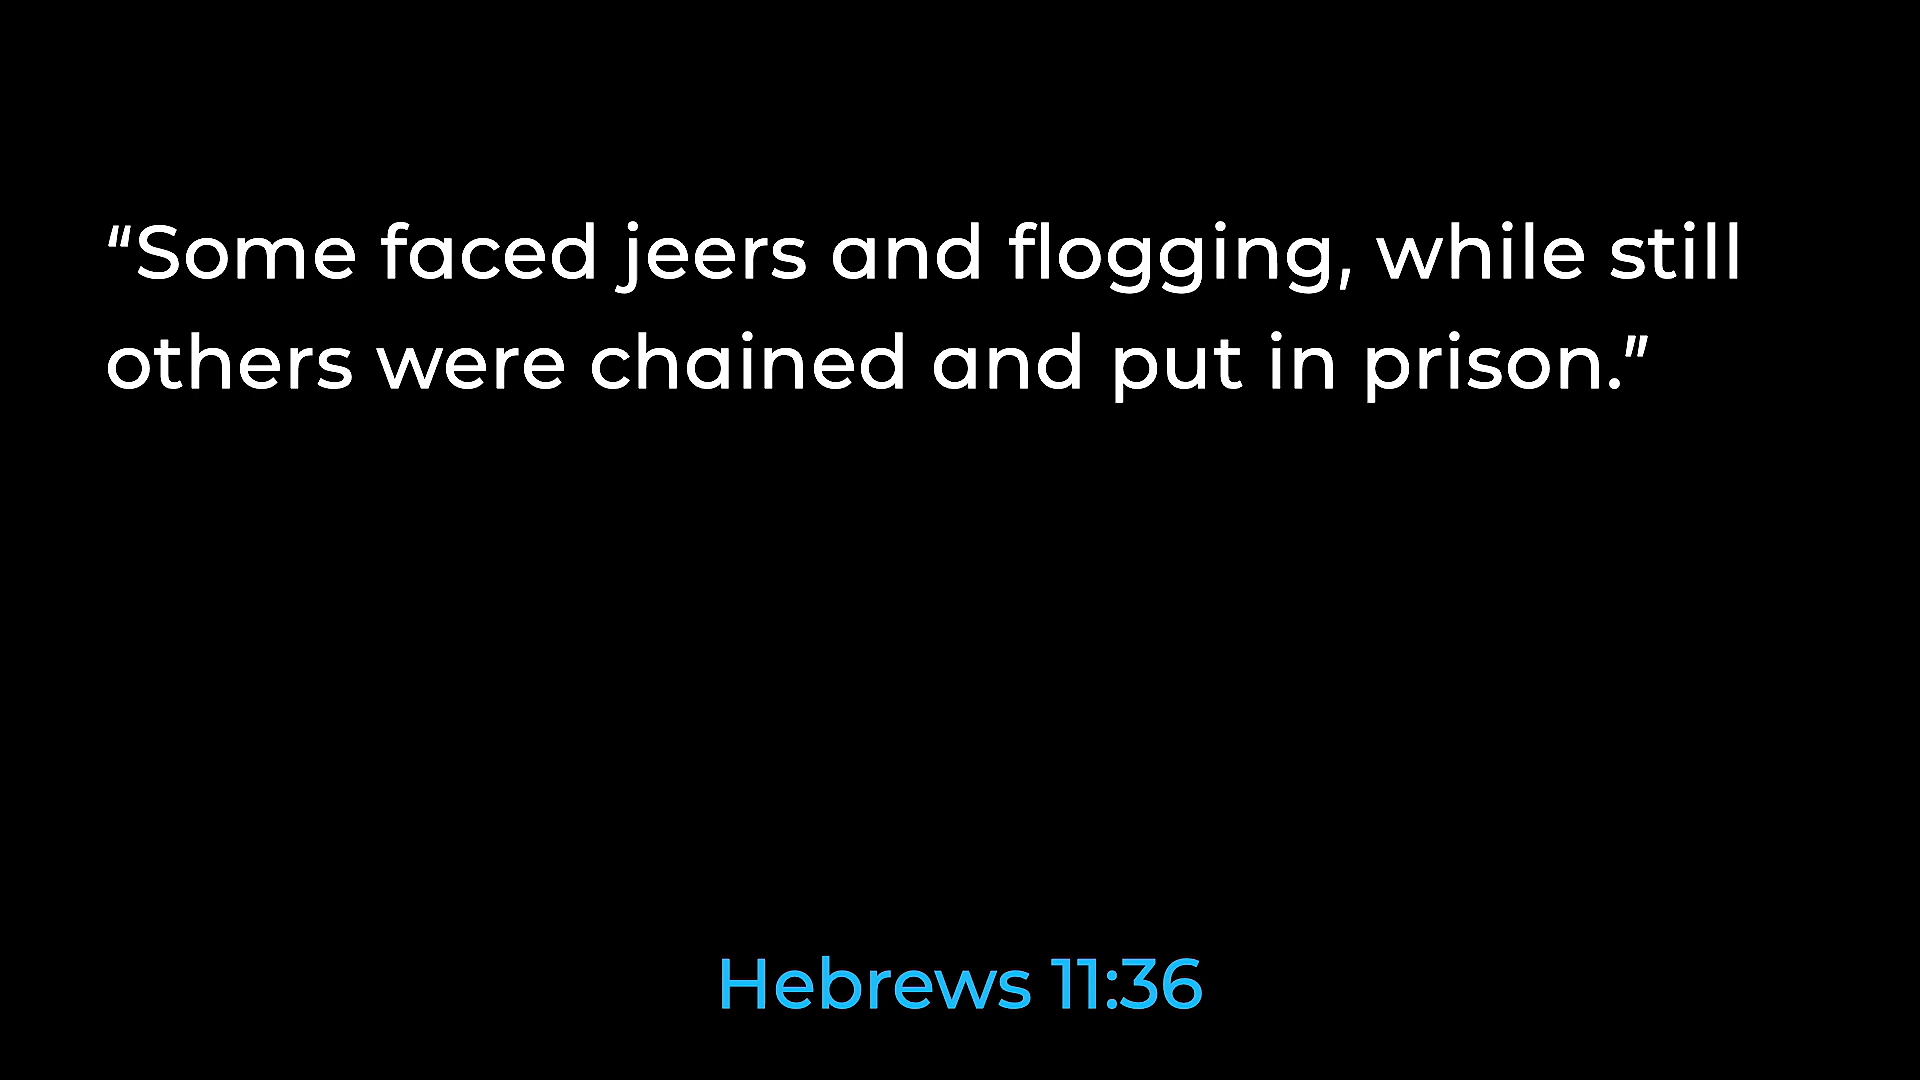 “Some faced jeers and flogging, while still
others were chained and put in prison.”
Hebrews 11:36